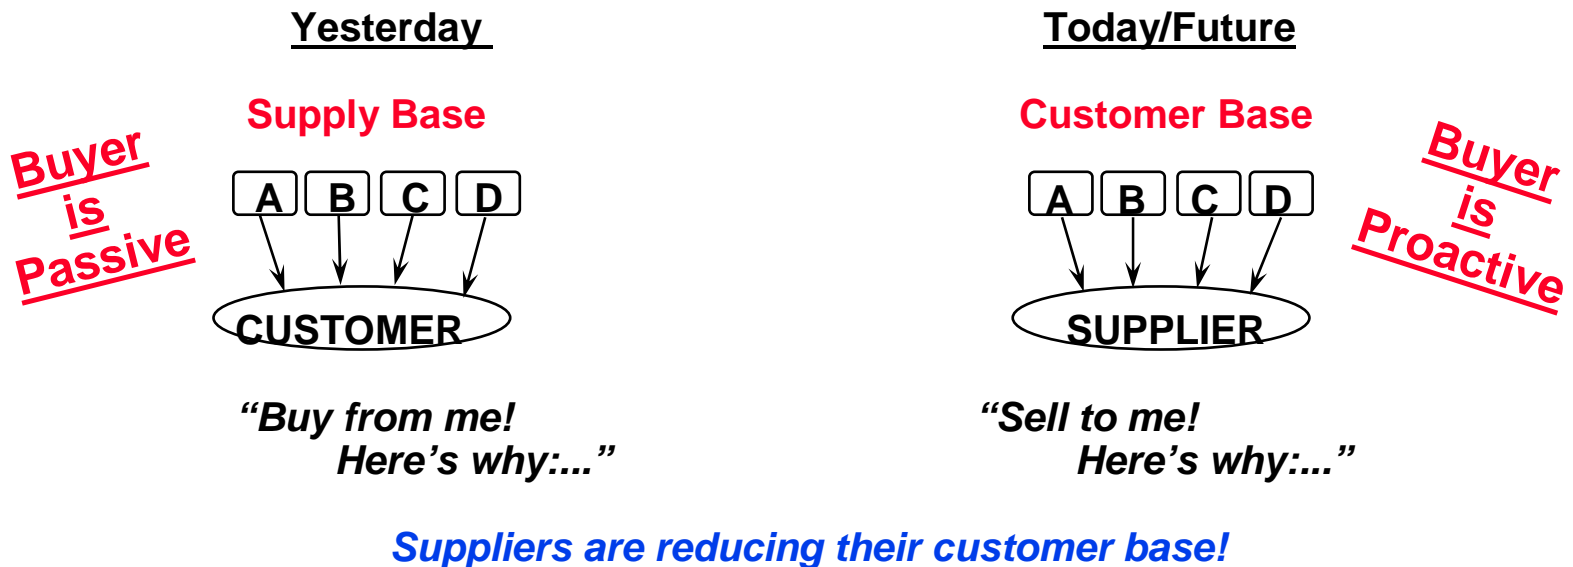 Yesterday
Today/Future
Supply Base
Customer Base
Buyer
is
Passive
A B C D
CUSTOMER
A B C D
SUPPLIER
Buyer
is
Proactive
“Buy from me!
Here’s why:...”
“Sell to me!
Here’s why:...”
Suppliers are reducing their customer base!